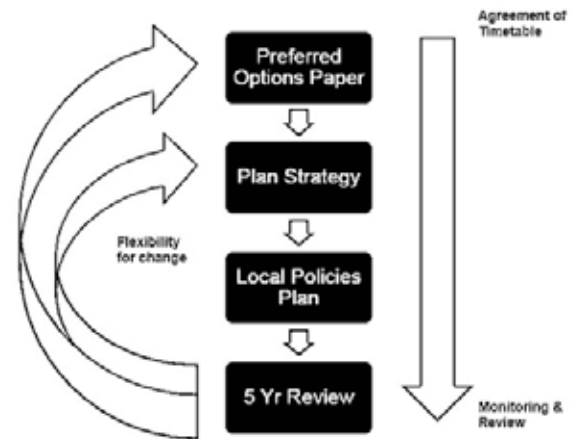 Agreement of
Timetable
Preferred
Options Paper
Plan Strategy
Flexibility
for change
Local Policies
Plan
5 Yr Review
Monitoring &
Review